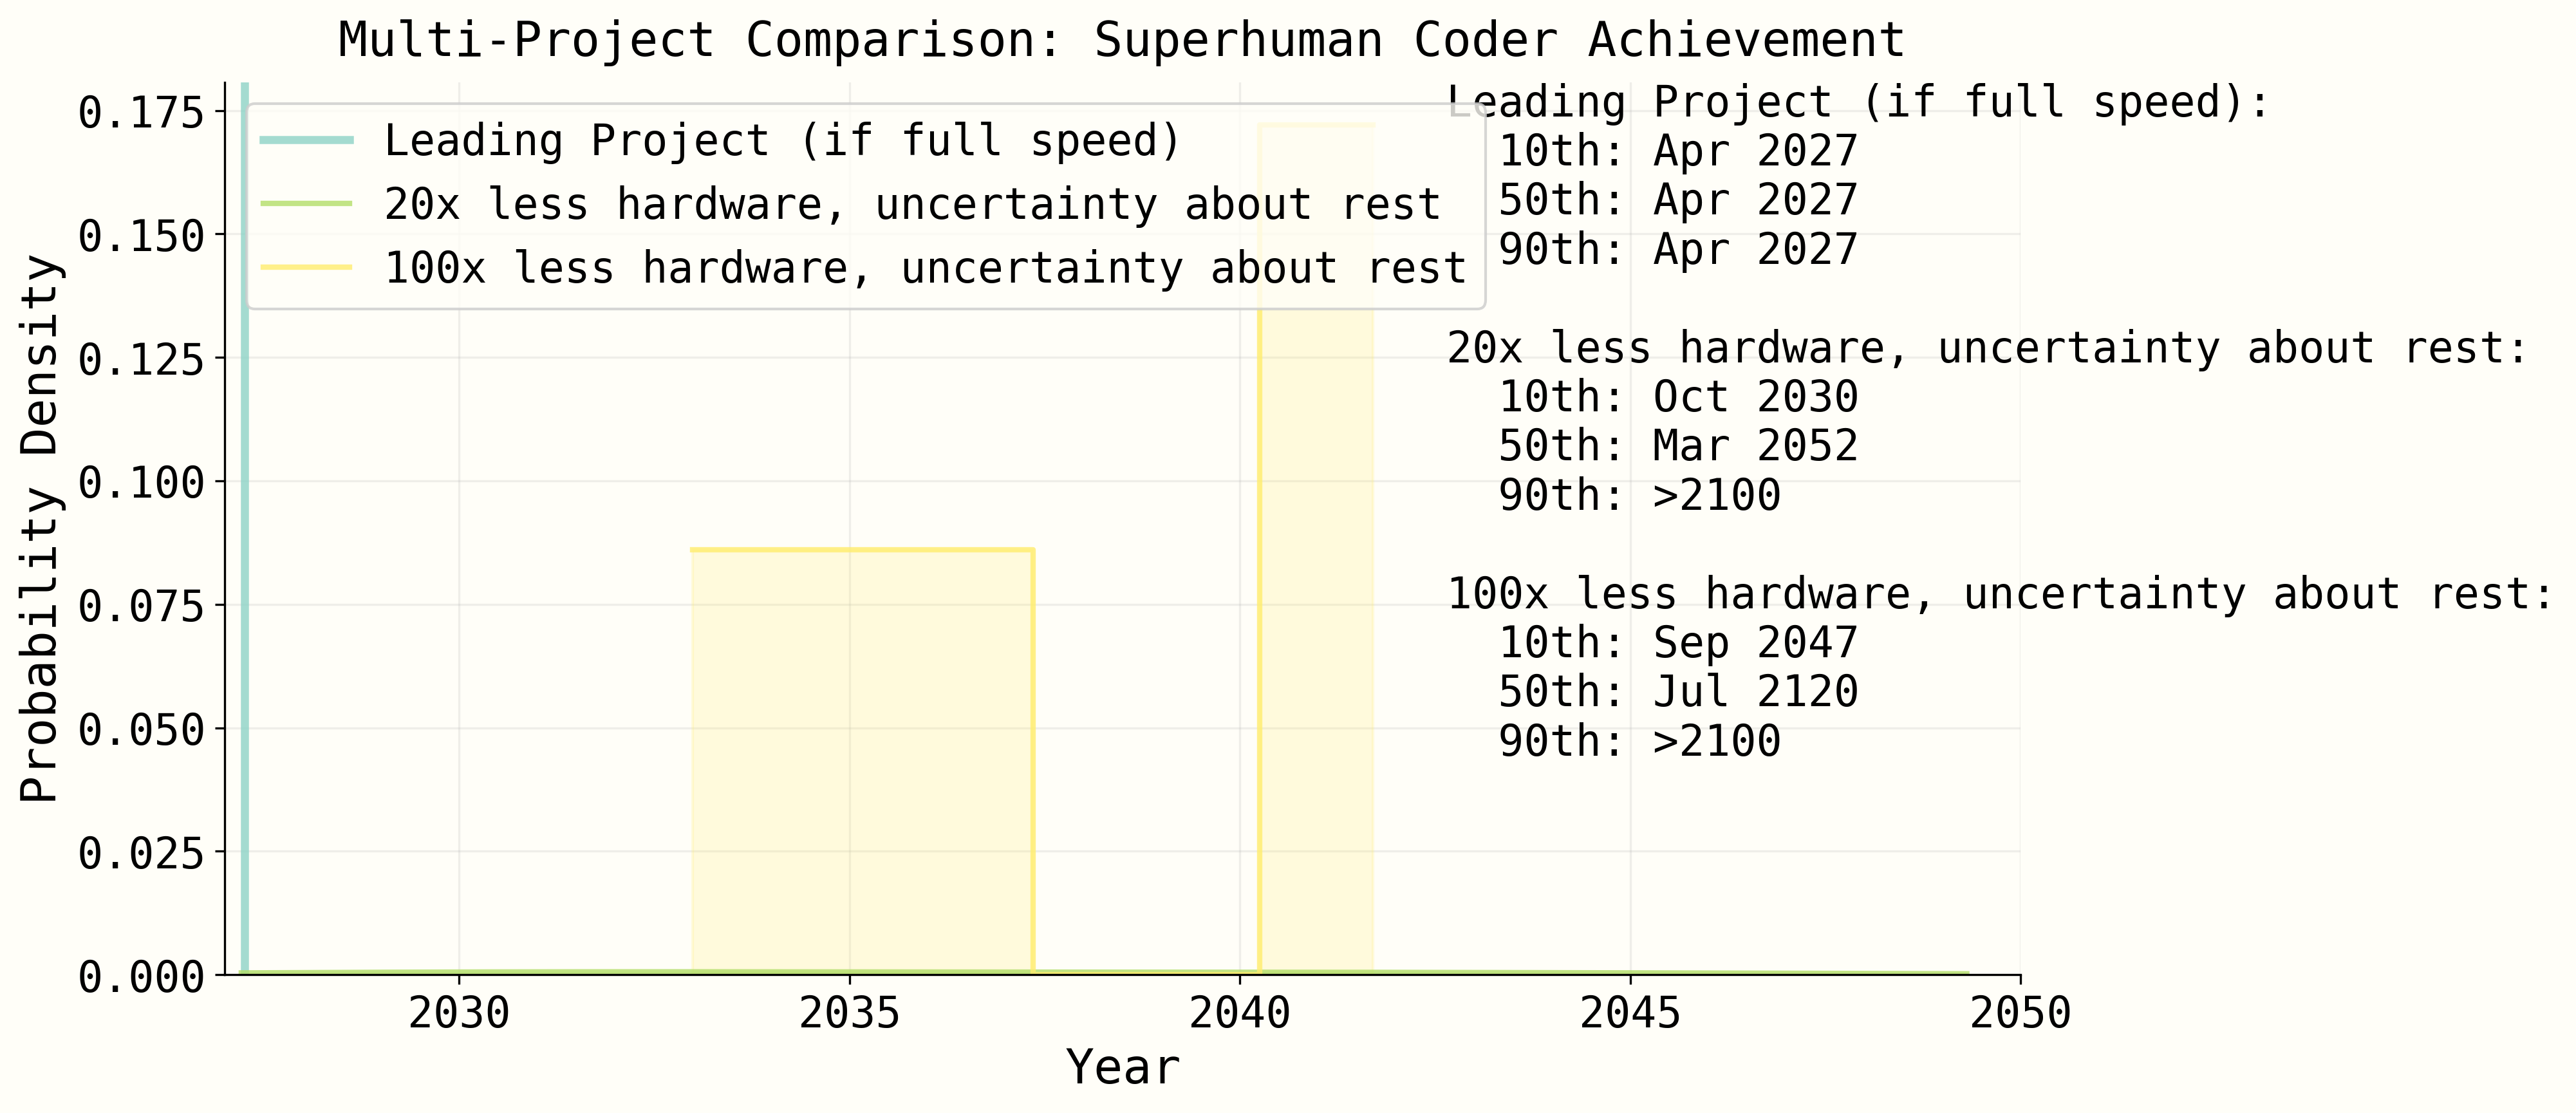 Multi-Project Comparison: Superhuman Coder Achievement
Probability Density
0.175
0.150
0.125
0.100
0.075
0.050
0.025
0.000
Leading Project (if full speed)
20x less hardware, uncertainty about rest
100x less hardware, uncertainty about rest
Leading Project (if full speed):
10th: Apr 2027
50th: Apr 2027
90th: Apr 2027
20x less hardware, uncertainty about rest:
10th: Oct 2030
50th: Mar 2052
90th: >2100
100x less hardware, uncertainty about rest:
10th: Sep 2047
50th: Jul 2120
90th: >2100
2030 2035 2040 2045 2050
Year